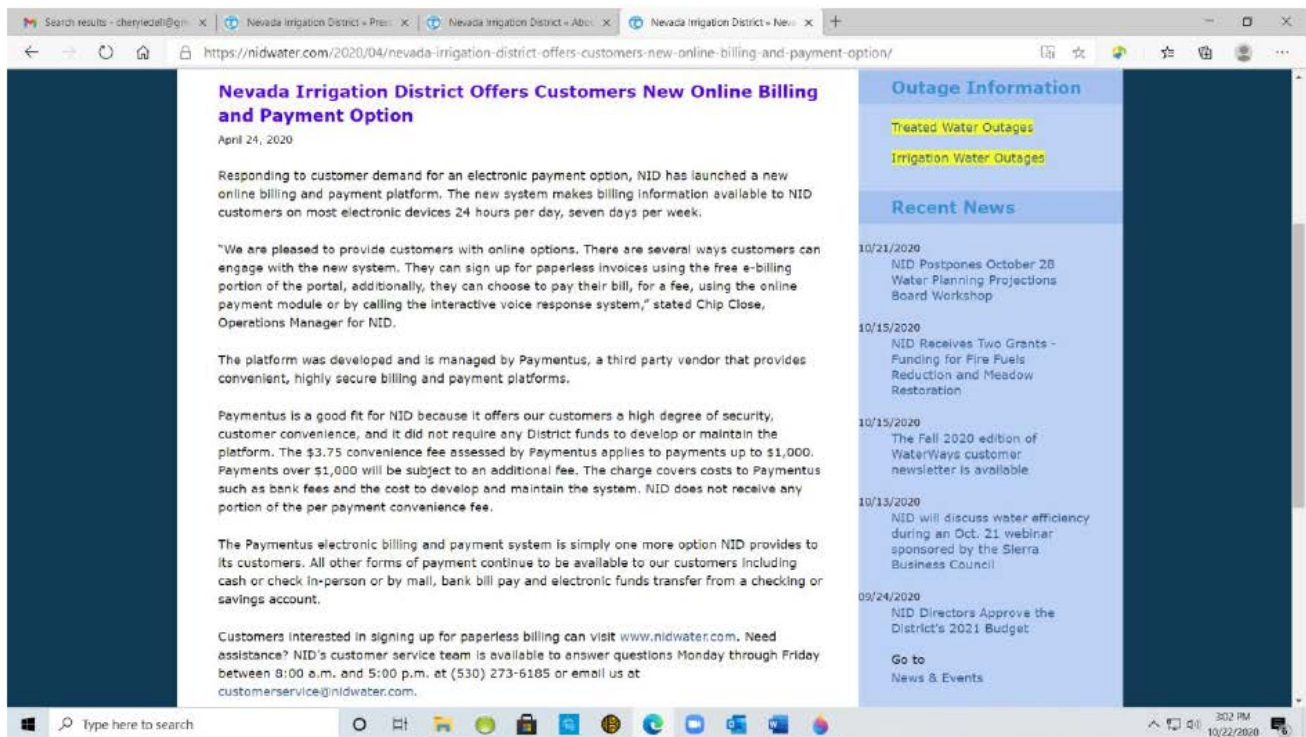 Search results - cheryledell@gm
Nevada Irrigation District » Pres
Nevada Irrigation District » Abo
Nevada Irrigation District » Nev
https://nidwater.com/2020/04/nevada-irrigation-district-offers-customers-new-online-billing-and-payment-option/
Nevada Irrigation District Offers Customers New Online Billing
and Payment Option
April 24, 2020
Responding to customer demand for an electronic payment option, NID has launched a new
online billing and payment platform. The new system makes billing information available to NID
customers on most electronic devices 24 hours per day, seven days per week.
"We are pleased to provide customers with online options. There are several ways customers can
engage with the new system. They can sign up for paperless invoices using the free e-billing
portion of the portal, additionally, they can choose to pay their bill, for a fee, using the online
payment module or by calling the interactive voice response system," stated Chip Close,
Operations Manager for NID.
The platform was developed and is managed by Paymentus, a third party vendor that provides
convenient, highly secure billing and payment platforms.
Paymentus is a good fit for NID because it offers our customers a high degree of security,
customer convenience, and it did not require any District funds to develop or maintain the
platform. The $3.75 convenience fee assessed by Paymentus applies to payments up to $1,000.
Payments over $1,000 will be subject to an additional fee. The charge covers costs to Paymentus
such as bank fees and the cost to develop and maintain the system. NID does not receive any
portion of the per payment convenience fee.
The Paymentus electronic billing and payment system is simply one more option NID provides to
its customers. All other forms of payment continue to be available to our customers including
cash or check in-person or by mail, bank bill pay and electronic funds transfer from a checking or
savings account.
Customers interested in signing up for paperless billing can visit www.nidwater.com. Need
assistance? NID's customer service team is available to answer questions Monday through Friday
between 8:00 a.m. and 5:00 p.m. at (530) 273-6185 or email us at
customerservice@nidwater.com.
Outage Information
Treated Water Outages
Irrigation Water Outages
Recent News
10/21/2020
NID Postpones October 28
Water Planning Projections
Board Workshop
10/15/2020
NID Receives Two Grants -
Funding for Fire Fuels
Reduction and Meadow
Restoration
10/15/2020
The Fall 2020 edition of
WaterWays customer
newsletter is available
10/13/2020
NID will discuss water efficiency
during an Oct. 21 webinar
sponsored by the Sierra
Business Council
09/24/2020
NID Directors Approve the
District's 2021 Budget
Go to
News & Events
Type here to search
3:02 PM
10/22/2020